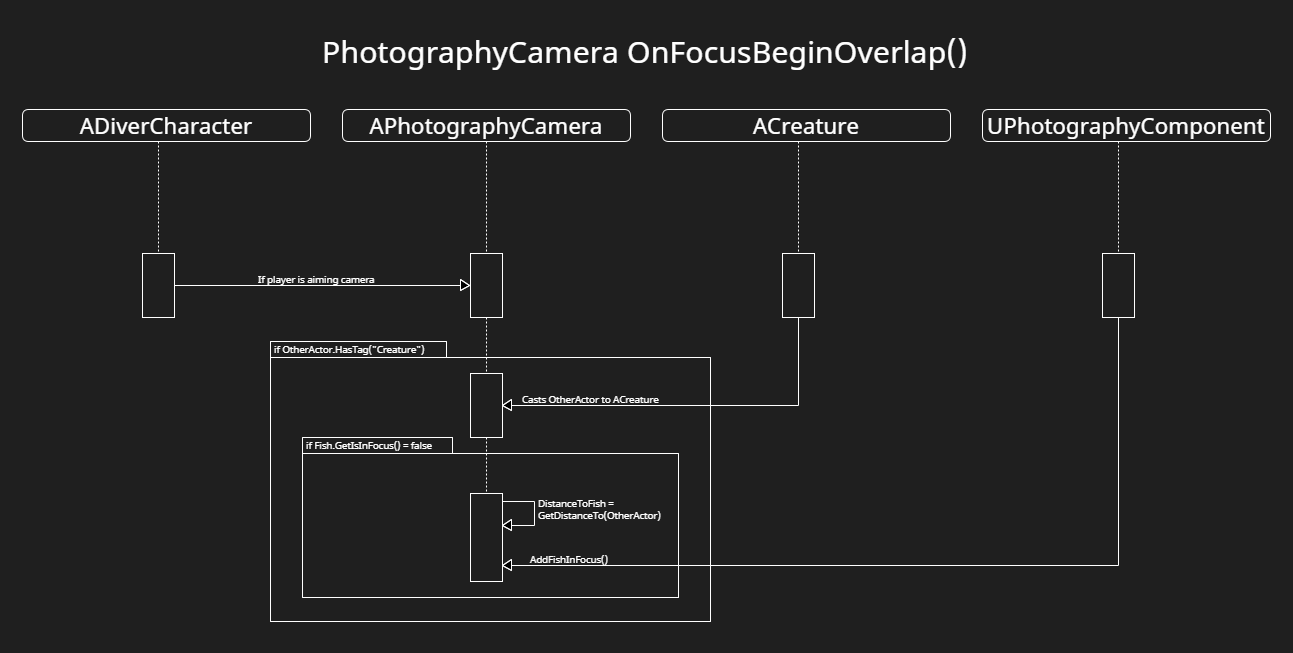 PhotographyCamera OnFocusBeginOverlap()
ADiverCharacter
APhotographyCamera
ACreature
UPhotographyComponent
If player is aiming camera
if OtherActor.HasTag("Creature")
Casts OtherActor to ACreature
if Fish.GetIsInFocus() = false
DistanceToFish =
GetDistanceTo(OtherActor)
AddFishInFocus()